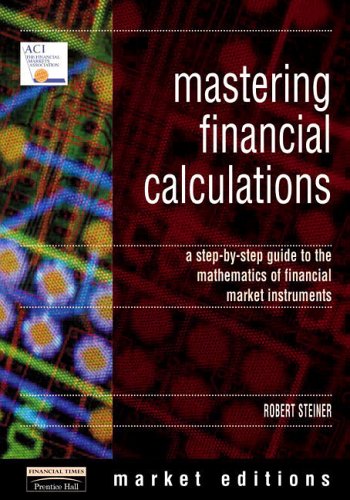 ACI
THE FINANCIAL
MARKETS
ASSOCIATION
mastering
financial
calculations
a step-by-step guide to the
mathematics of financial
market instruments
ROBERT STEINER
FINANCIAL TIMES
Prentice Hall
market editions